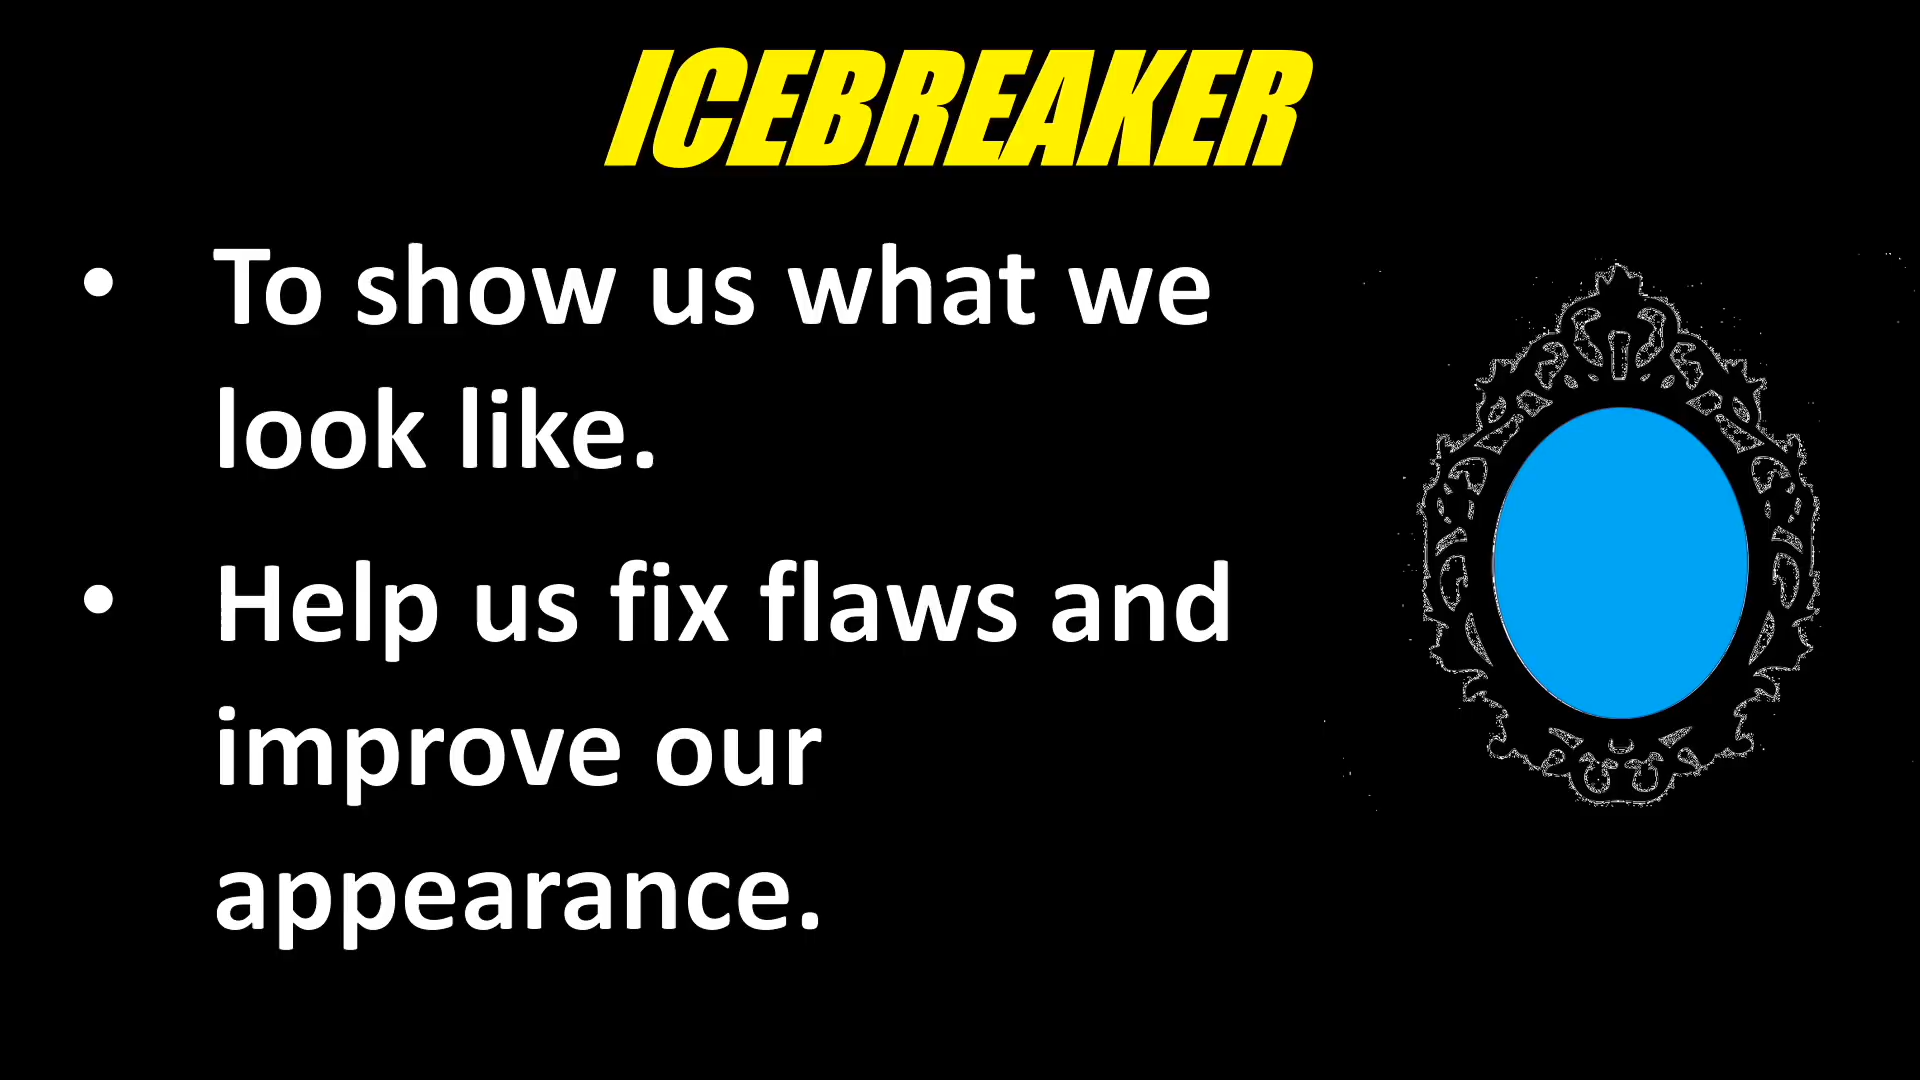 ICEBREAKER
• To show us what we
look like.
• Help us fix flaws and
improve our
appearance.